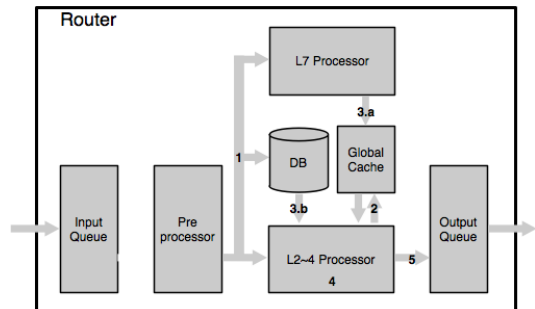 Router
L7 Processor
3.a
1
DB
Global
Cache
Input
Queue
Pre
processor
3.b
2
Output
Queue
L2~4 Processor
5
4